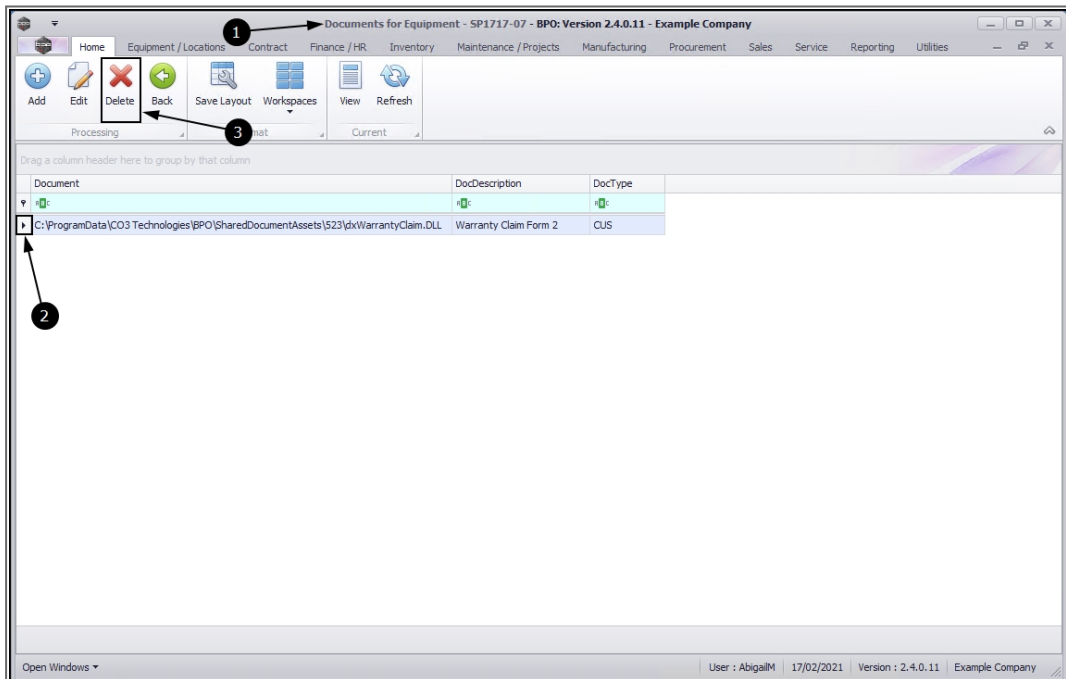 Documents for Equipment - SP1717-07 - BPO: Version 2.4.0.11 - Example Company
1
Home Equipment / Locations Contract Finance / HR Inventory Maintenance / Projects Manufacturing Procurement Sales Service Reporting Utilities
Add Edit Delete Back Save Layout Workspaces View Refresh
Processing Current
3
Drag a column header here to group by that column
Document DocDescription DocType
C:\ProgramData\CO3 Technologies\BPO\SharedDocumentAssets\523\dxWarrantyClaim.DLL Warranty Claim Form 2 CUS
2
Open Windows User : AbigailM 17/02/2021 Version : 2.4.0.11 Example Company